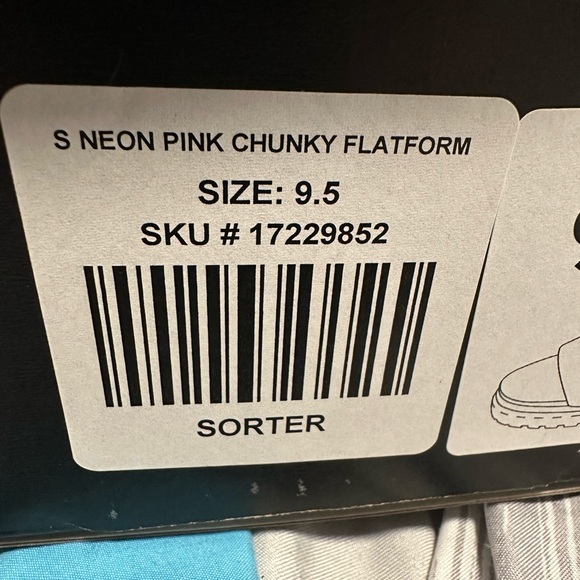 S NEON PINK CHUNKY FLATFORM
SIZE: 9.5
SKU # 17229852
SORTER